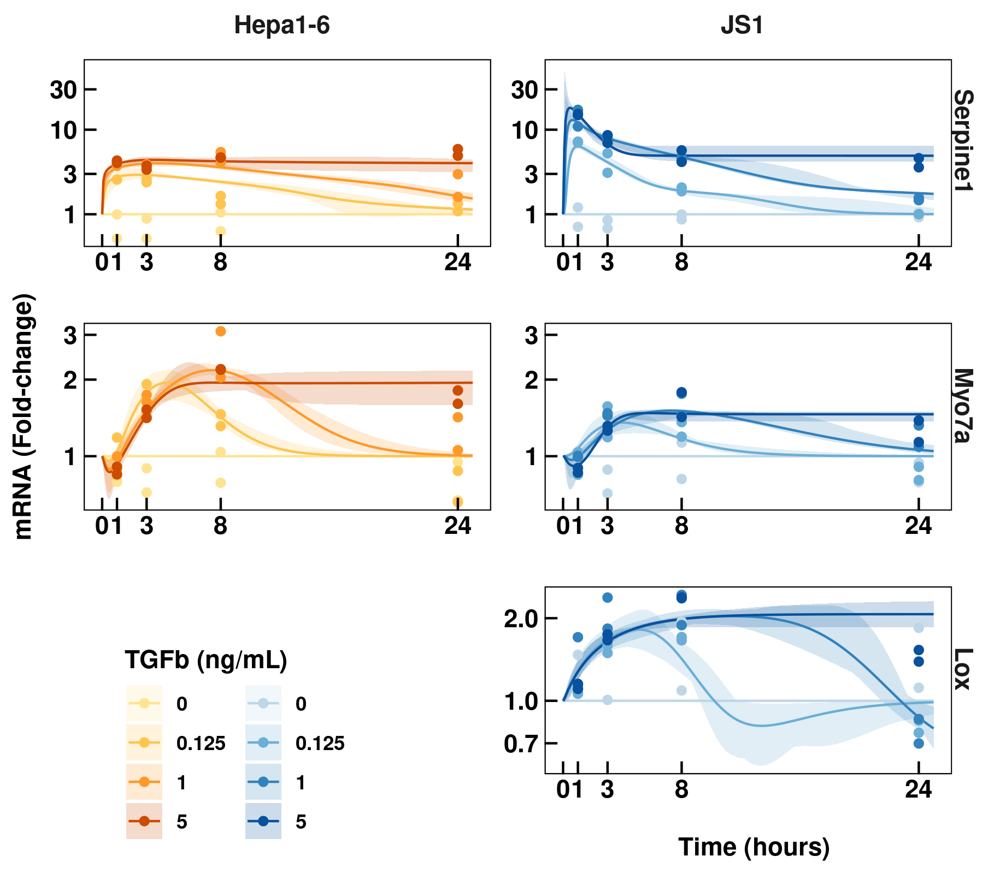 Hepa1-6
JS1
30
10
3
1
0 1 3 8 24
30
10
3
1
0 1 3 8 24
Serpine1
mRNA (Fold-change)
3
2
1
0 1 3 8 24
3
2
1
0 1 3 8 24
Myo7a
2.0
1.0
0.7
0 1 3 8 24
Lox
TGFb (ng/mL)
0 0
0.125 0.125
1 1
5 5
Time (hours)